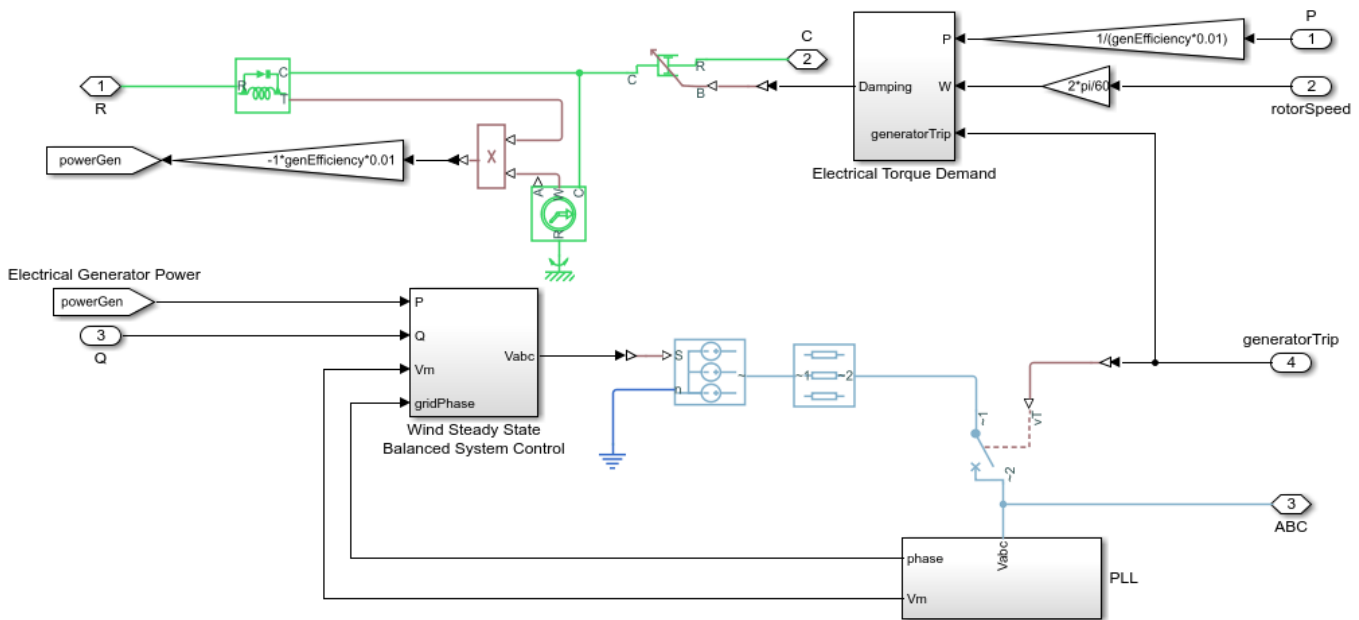 P
1
1/(genEfficiency*0.01)
P
C
2
C
R
B
Damping
W
2*pi/60
2
rotorSpeed
generatorTrip
Electrical Torque Demand
1
R
R
C
T
X
-1*genEfficiency*0.01
powerGen
A
W
C
R
Electrical Generator Power
powerGen
3
Q
P
Q
Vm
gridPhase
Vabc
Wind Steady State
Balanced System Control
S
n
~
~1
~2
generatorTrip
4
vT
~1
~2
3
ABC
Vabc
phase
Vm
PLL